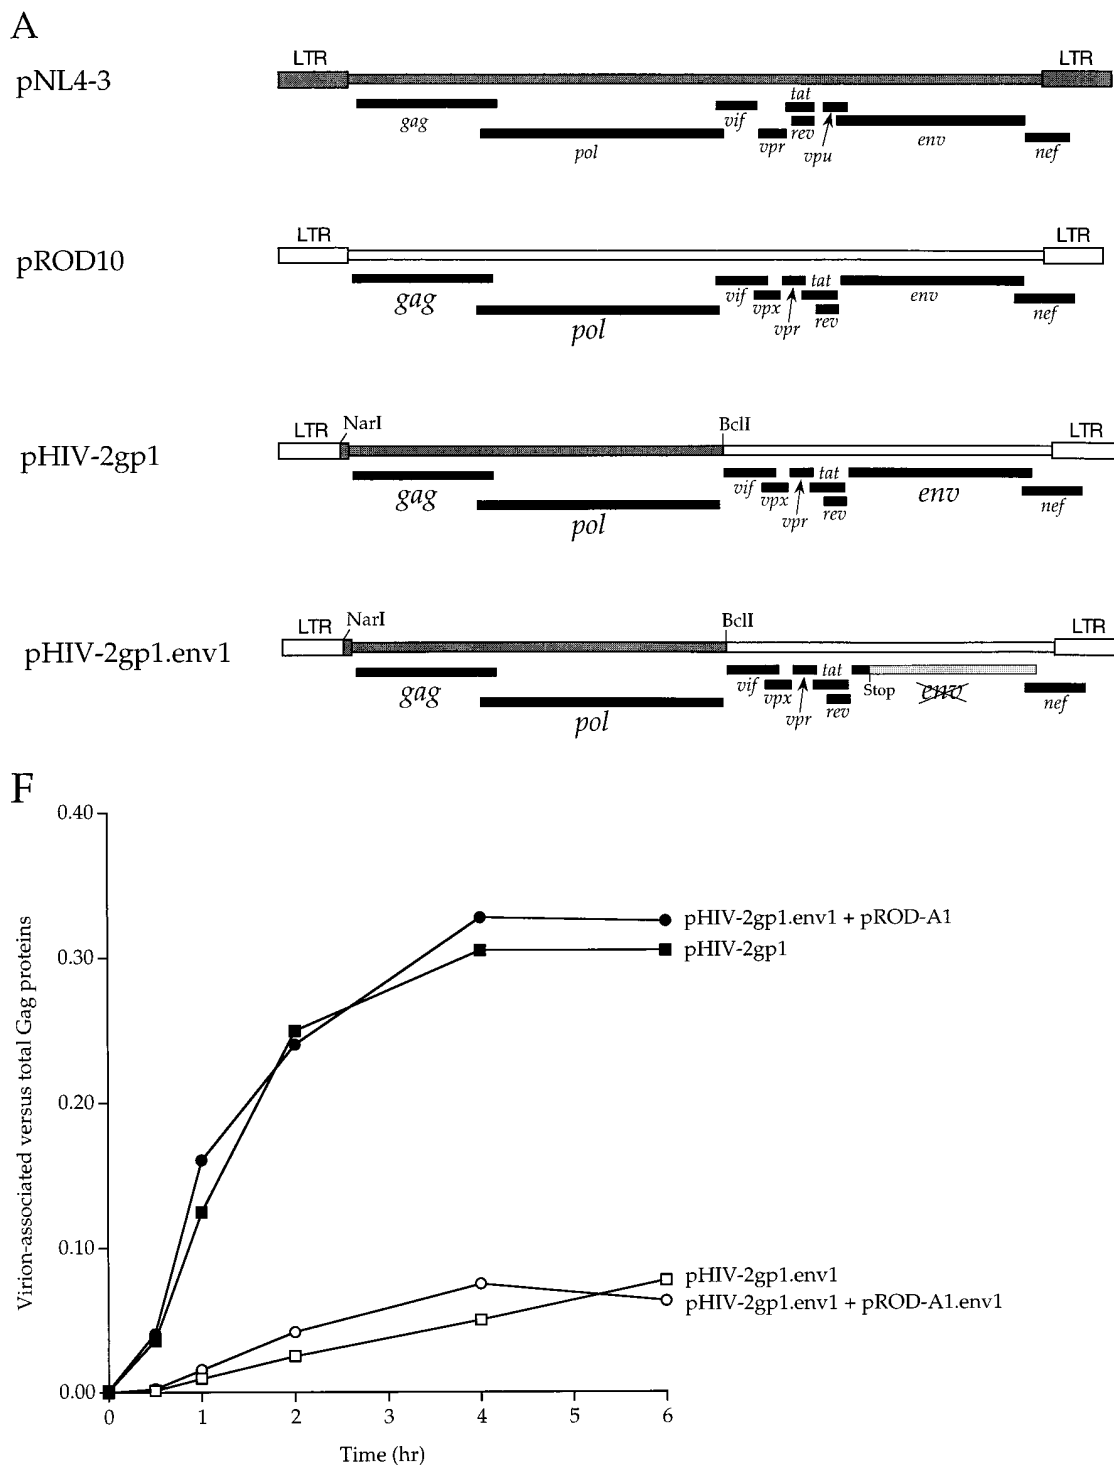 A
pNL4-3
LTR LTR
gag pol vif vpr tat rev vpu env nef
pROD10
LTR LTR
gag pol vif vpx vpr tat rev env nef
pHIV-2gp1
LTR NarI BclI LTR
gag pol vif vpx vpr tat rev env nef
pHIV-2gp1.env1
LTR NarI BclI LTR
gag pol vif vpx vpr tat rev Stop env nef
F
Virion-associated versus total Gag proteins
0.40
0.30
0.20
0.10
0.00
pHIV-2gp1.env1 + pROD-A1
pHIV-2gp1
pHIV-2gp1.env1
pHIV-2gp1.env1 + pROD-A1.env1
0 1 2 3 4 5 6
Time (hr)